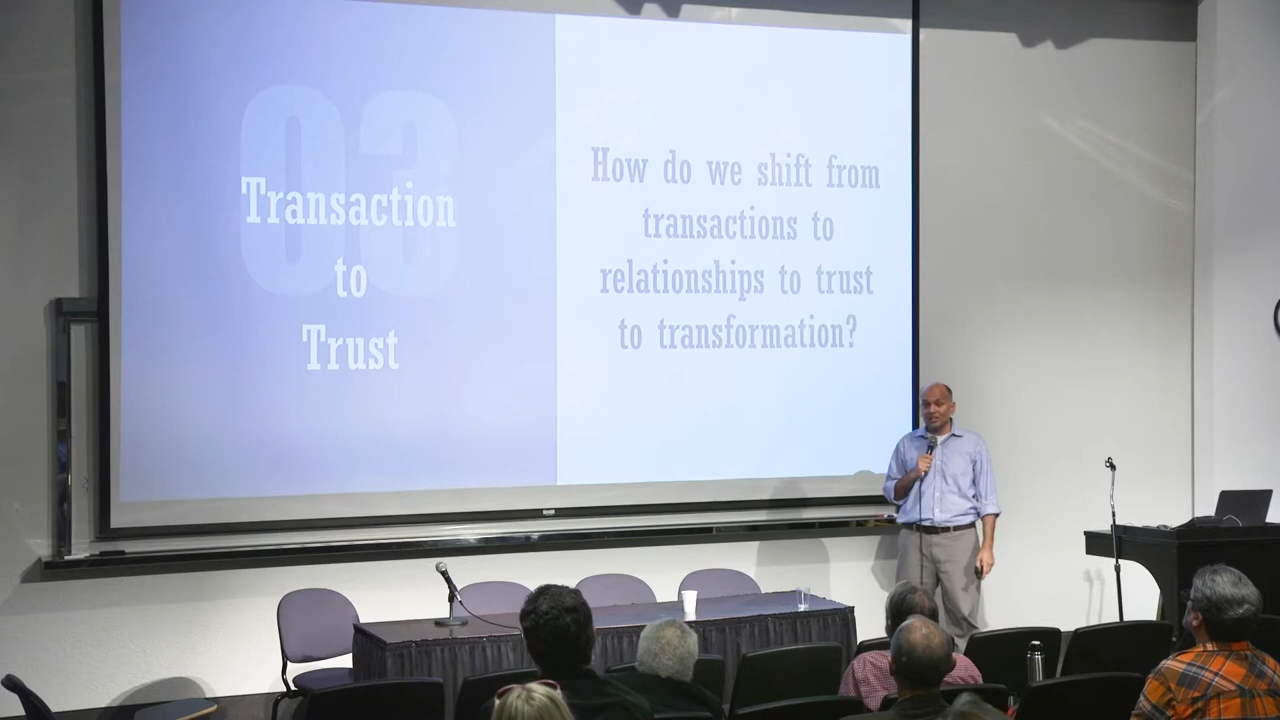 03
Transaction
to
Trust
How do we shift from
transactions to
relationships to trust
to transformation?